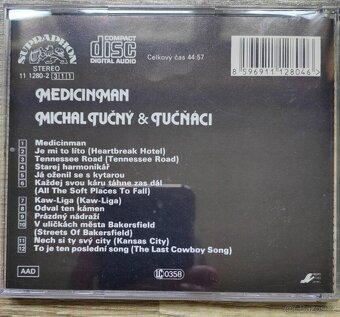 SUPRAPHON
STEREO
11 1280-2 311
COMPACT
disc
DIGITAL AUDIO
Celkový čas 44:57
8 596911 128046
MEDICINMAN
MICHAL TUČNÝ & TUČŇÁCI
1 Medicinman
2 Je mi to líto (Heartbreak Hotel)
3 Tennessee Road (Tennessee Road)
4 Starej harmonikář
5 Já oženil se s kytarou
6 Každej svou káru táhne zas dál
(All The Soft Places To Fall)
7 Kaw-Liga (Kaw-Liga)
8 Odval ten kámen
9 Prázdný nádraží
10 V uličkách města Bakersfield
(Streets Of Bakersfield)
11 Nech si ty svý city (Kansas City)
12 To je ten poslední song (The Last Cowboy Song)
AAD
LC 0358